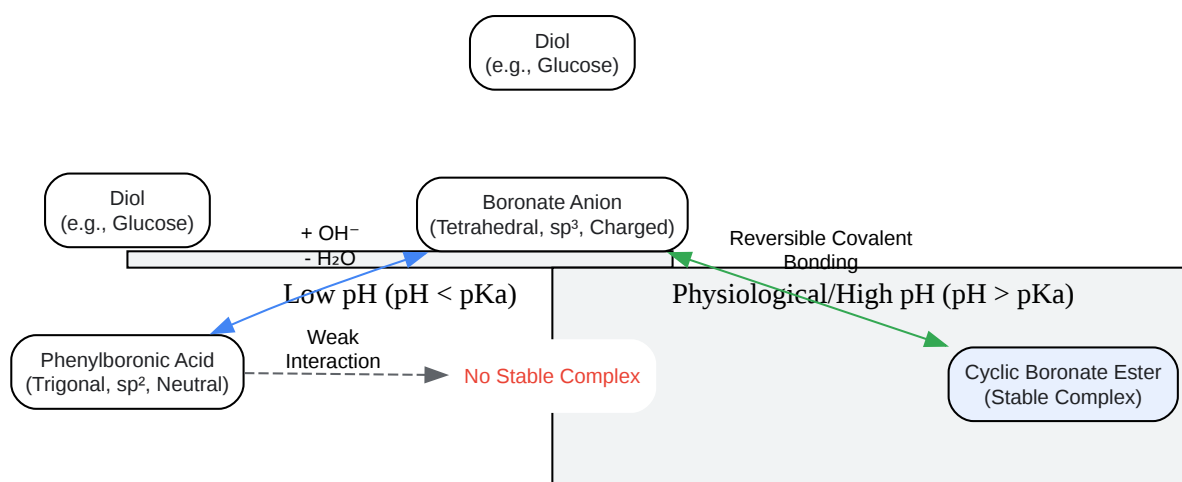 Diol
(e.g., Glucose)
Diol
(e.g., Glucose)
Boronate Anion
(Tetrahedral, sp³, Charged)
+ OH⁻
- H₂O
Reversible Covalent
Bonding
Low pH (pH < pKa)
Physiological/High pH (pH > pKa)
Weak
Interaction
Phenylboronic Acid
(Trigonal, sp², Neutral)
No Stable Complex
Cyclic Boronate Ester
(Stable Complex)